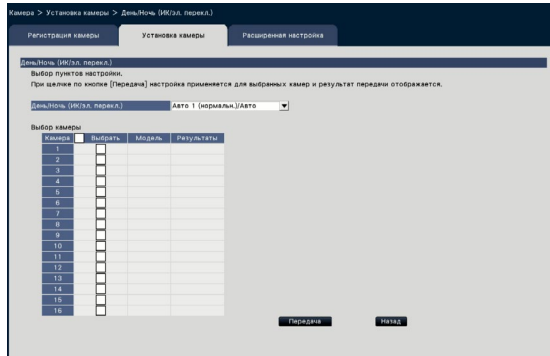 Камера > Установка камеры > День/Ночь (ИК/эл. перекл.)
Регистрация камеры Установка камеры Расширенная настройка
День/Ночь (ИК/эл. перекл.)
Выбор пунктов настройки.
При щелчке по кнопке [Передача] настройка применяется для выбранных камер и результат передачи отображается.
День/Ночь (ИК/эл. перекл.) Авто 1 (нормальн.)/Авто
Выбор камеры
Камера Выбрать Модель Результаты
1
2
3
4
5
6
7
8
9
10
11
12
13
14
15
16
Передача Назад